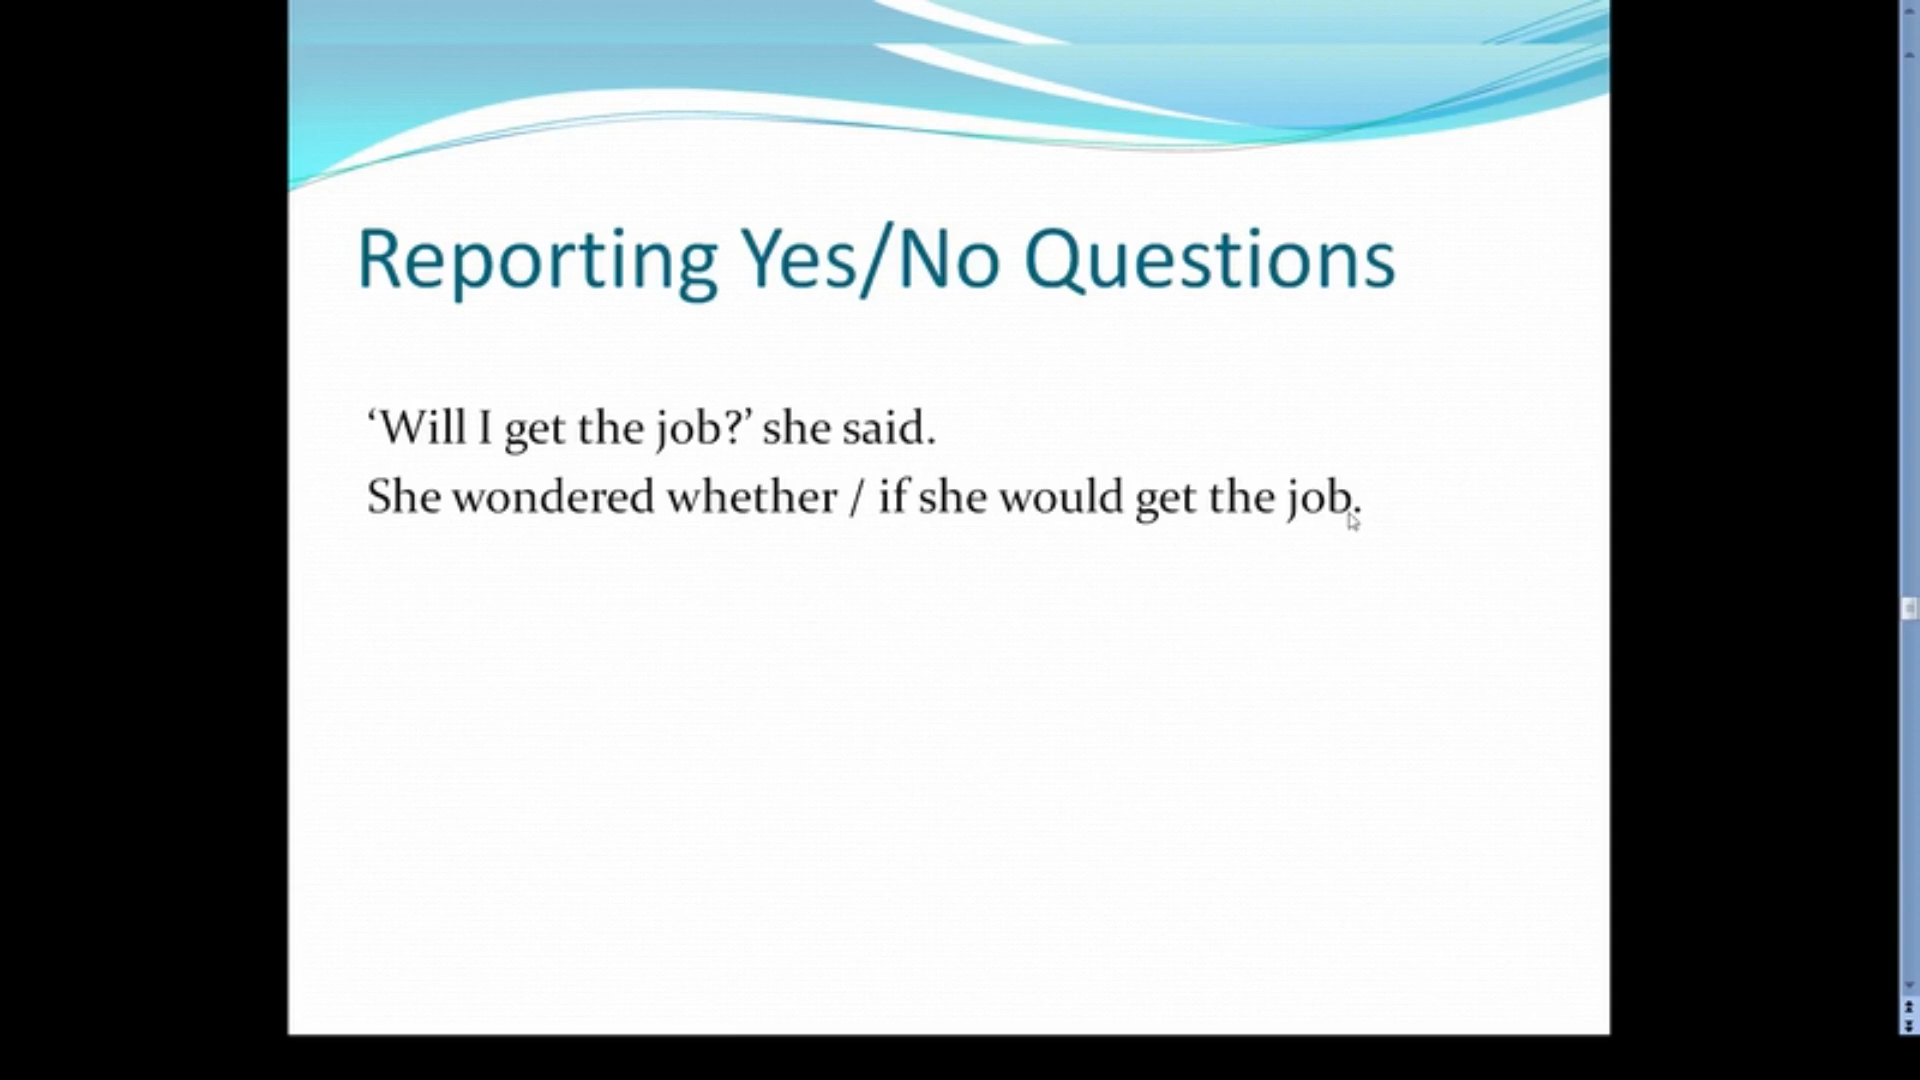 Reporting Yes/No Questions
‘Will I get the job?’ she said.
She wondered whether / if she would get the job.